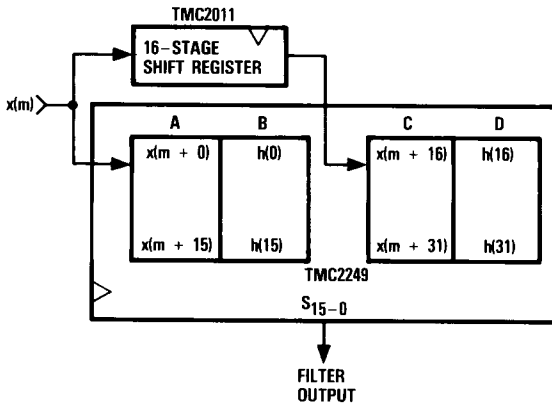 TMC2011
16-STAGE
SHIFT REGISTER
x(m)
A B C D
x(m + 0) h(0) x(m + 16) h(16)
x(m + 15) h(15) x(m + 31) h(31)
TMC2249
S15-0
FILTER
OUTPUT